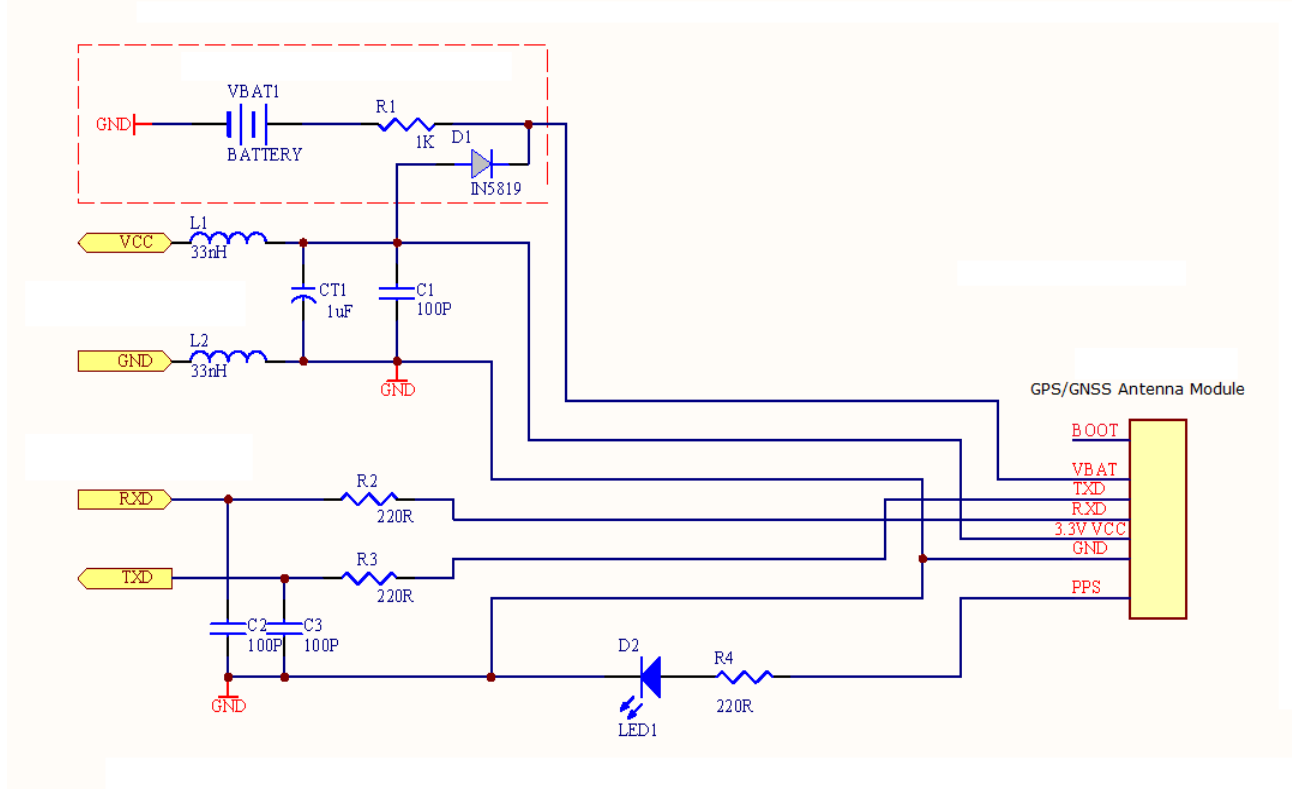 VBAT1
R1
GND
1K
D1
BATTERY
IN5819
L1
VCC
33nH
CT1
1uF
C1
100P
L2
GND
33nH
GND
GPS/GNSS Antenna Module
BOOT
VBAT
TXD
RXD
3.3V VCC
GND
PPS
RXD
R2
220R
TXD
R3
220R
C2
100P
C3
100P
GND
D2
LED1
R4
220R